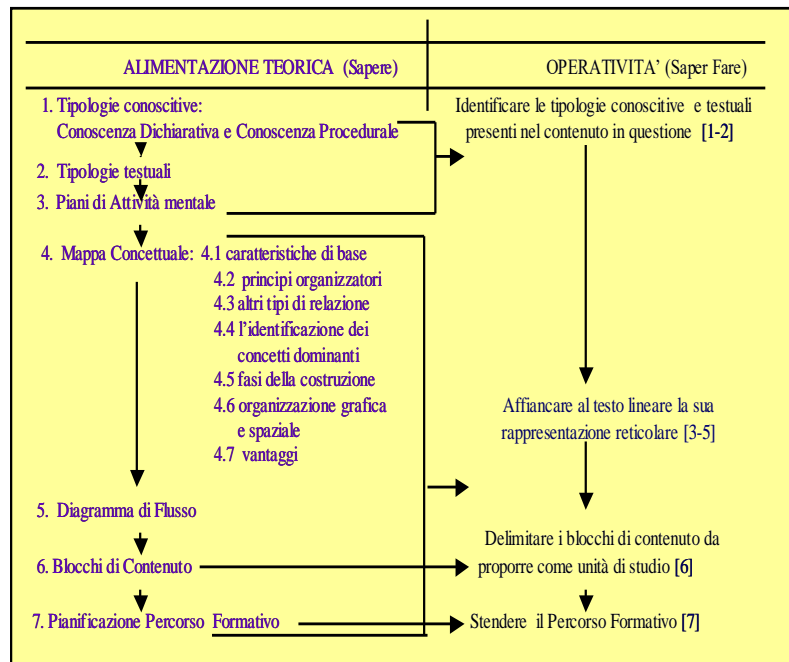 ALIMENTAZIONE TEORICA (Sapere)
OPERATIVITA' (Saper Fare)
1. Tipologie conoscitive:
Conoscenza Dichiarativa e Conoscenza Procedurale
2. Tipologie testuali
3. Piani di Attività mentale
4. Mappa Concettuale: 4.1 caratteristiche di base
4.2 principi organizzatori
4.3 altri tipi di relazione
4.4 l'identificazione dei
concetti dominanti
4.5 fasi della costruzione
4.6 organizzazione grafica
e spaziale
4.7 vantaggi
5. Diagramma di Flusso
6. Blocchi di Contenuto
7. Pianificazione Percorso Formativo
Identificare le tipologie conoscitive e testuali
presenti nel contenuto in questione [1-2]
Affiancare al testo lineare la sua
rappresentazione reticolare [3-5]
Delimitare i blocchi di contenuto da
proporre come unità di studio [6]
Stendere il Percorso Formativo [7]